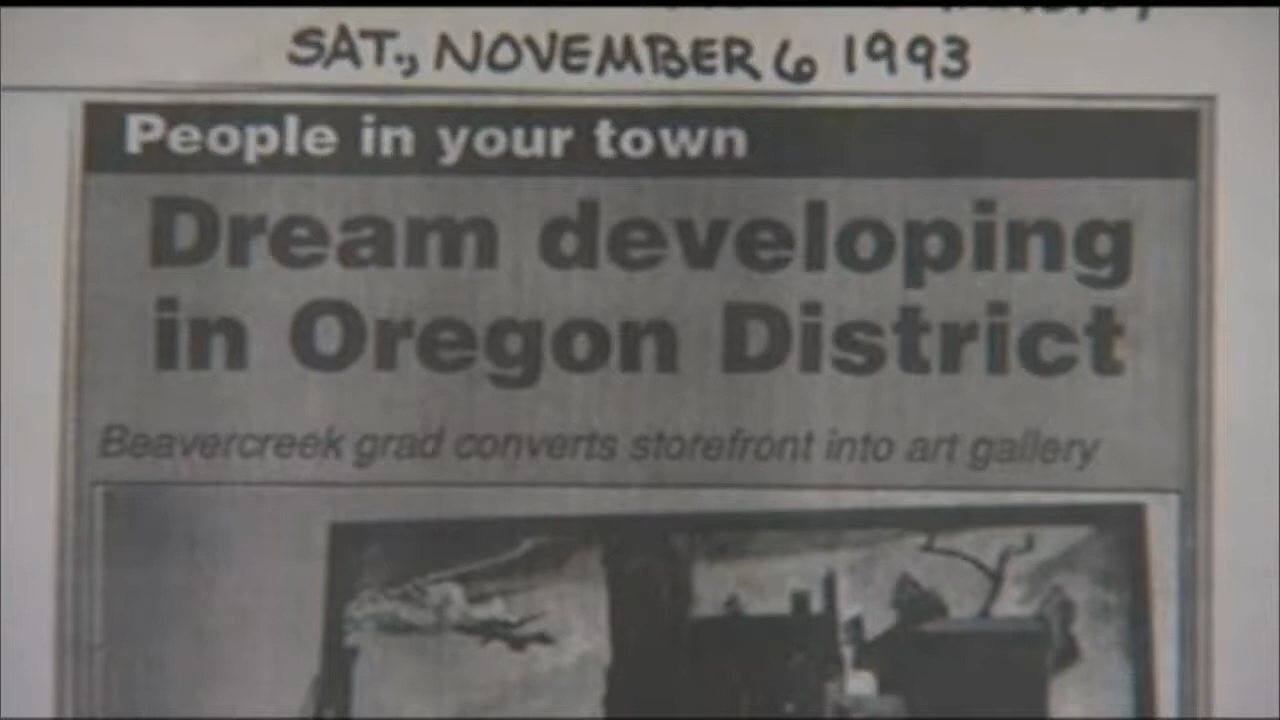 SAT., NOVEMBER 6 1993
People in your town
Dream developing
in Oregon District
Beavercreek grad converts storefront into art gallery